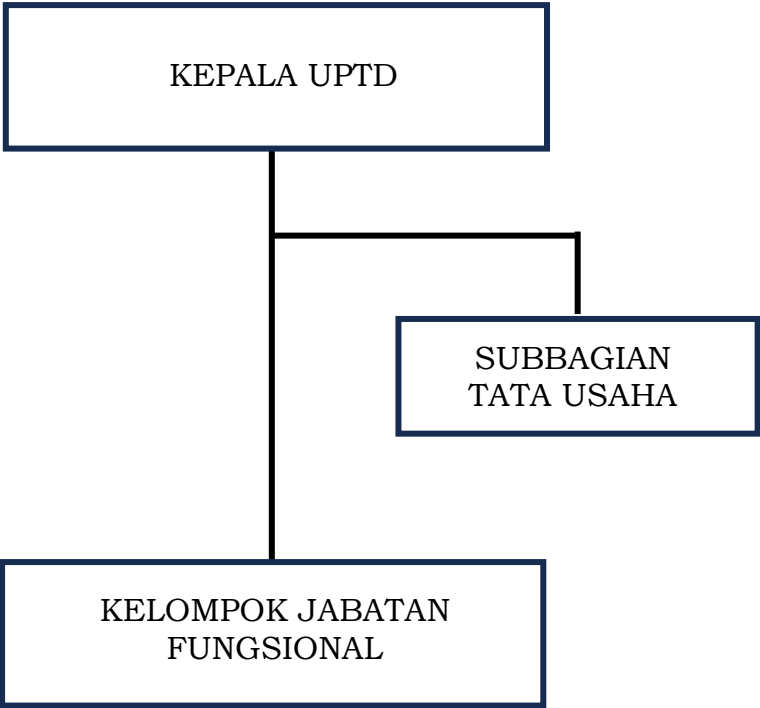 KEPALA UPTD
SUBBAGIAN
TATA USAHA
KELOMPOK JABATAN
FUNGSIONAL